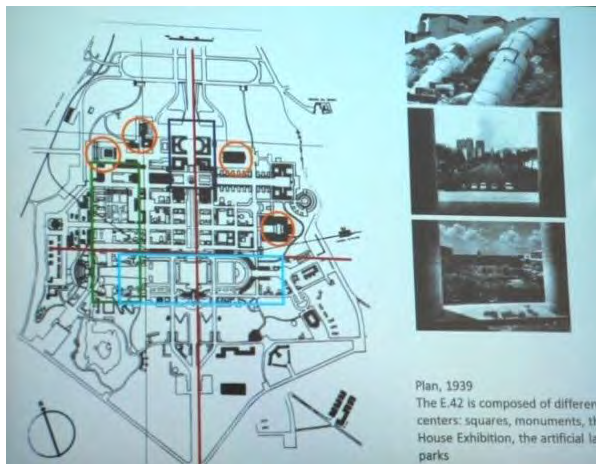 Plan, 1939
The E.42 is composed of differen
centers: squares, monuments, th
House Exhibition, the artificial la
parks